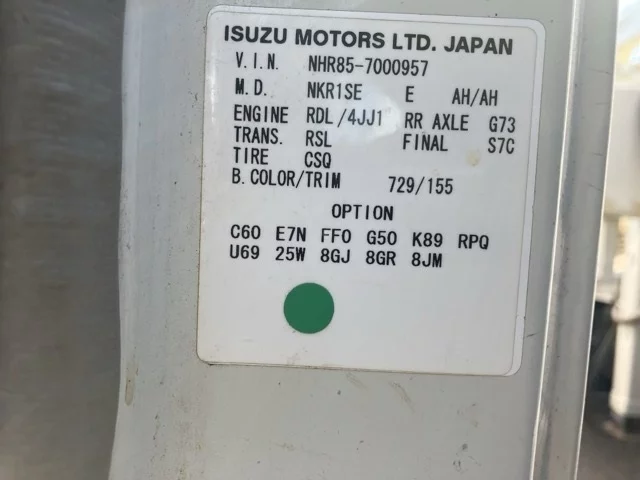 ISUZU MOTORS LTD. JAPAN
V.I.N. NHR85-7000957
M.D. NKR1SE E AH/AH
ENGINE RDL/4JJ1 RR AXLE G73
TRANS. RSL FINAL S7C
TIRE CSQ
B.COLOR/TRIM 729/155
OPTION
C60 E7N FF0 G50 K89 RPQ
U69 25W 8GJ 8GR 8JM